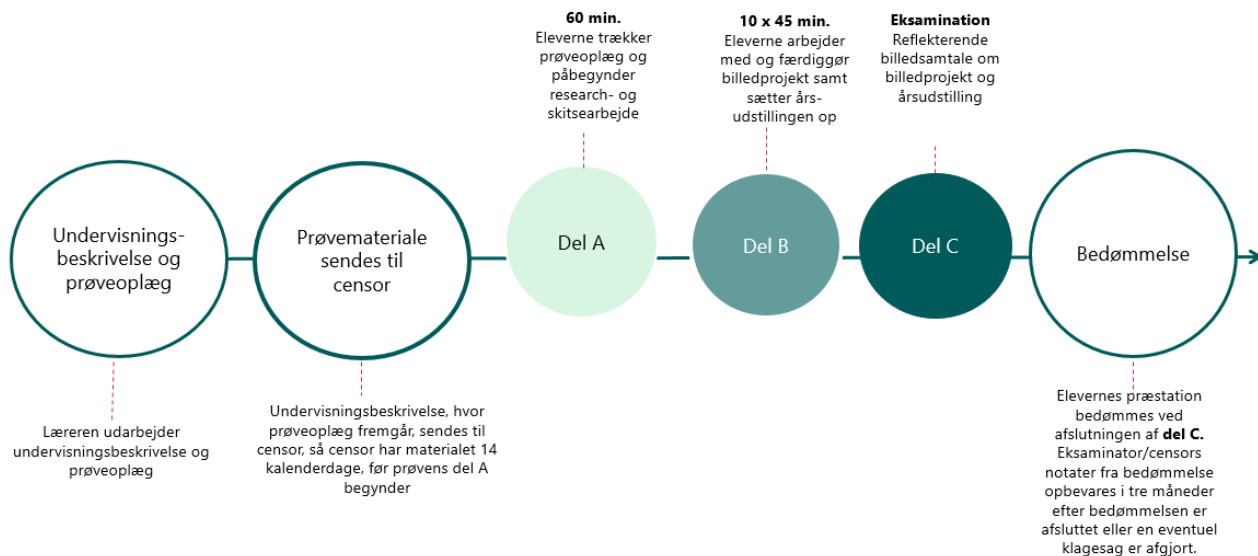 60 min.
Eleverne trækker
prøveoplæg og
påbegynder
research- og
skitsearbejde
10 x 45 min.
Eleverne arbejder
med og færdiggør
billedprojekt samt
sætter års-
udstillingen op
Eksamination
Reflekterende
billedsamtale om
billedprojekt og
årsudstilling
Undervisnings-
beskrivelse og
prøveoplæg
Prøvemateriale
sendes til
censor
Del A
Del B
Del C
Bedømmelse
Læreren udarbejder
undervisningsbeskrivelse og
prøveoplæg
Undervisningsbeskrivelse, hvor
prøveoplæg fremgår, sendes til
censor, så censor har materialet 14
kalenderdage, før prøvens del A
begynder
Elevernes præstation
bedømmes ved
afslutningen af del C.
Eksaminator/censors
notater fra bedømmelse
opbevares i tre måneder
efter bedømmelsen er
afsluttet eller en eventuel
klagesag er afgjort.